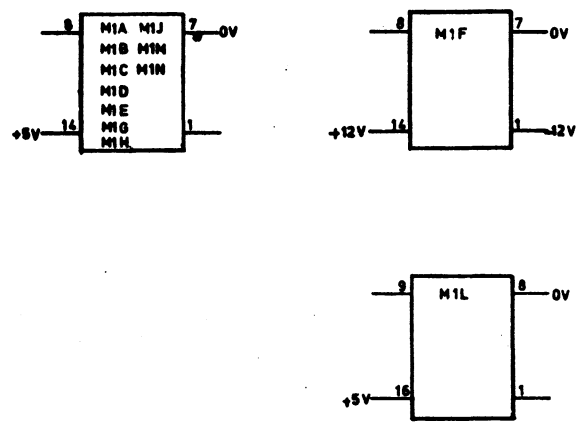 8 M1A M1J 7 0V
M1B M1M
M1C M1N
M1D
M1E
M1G
+5V 14 1
M1H
8 M1F 7 0V
+12V 14 1 -12V
9 M1L 8 0V
+5V 16 1